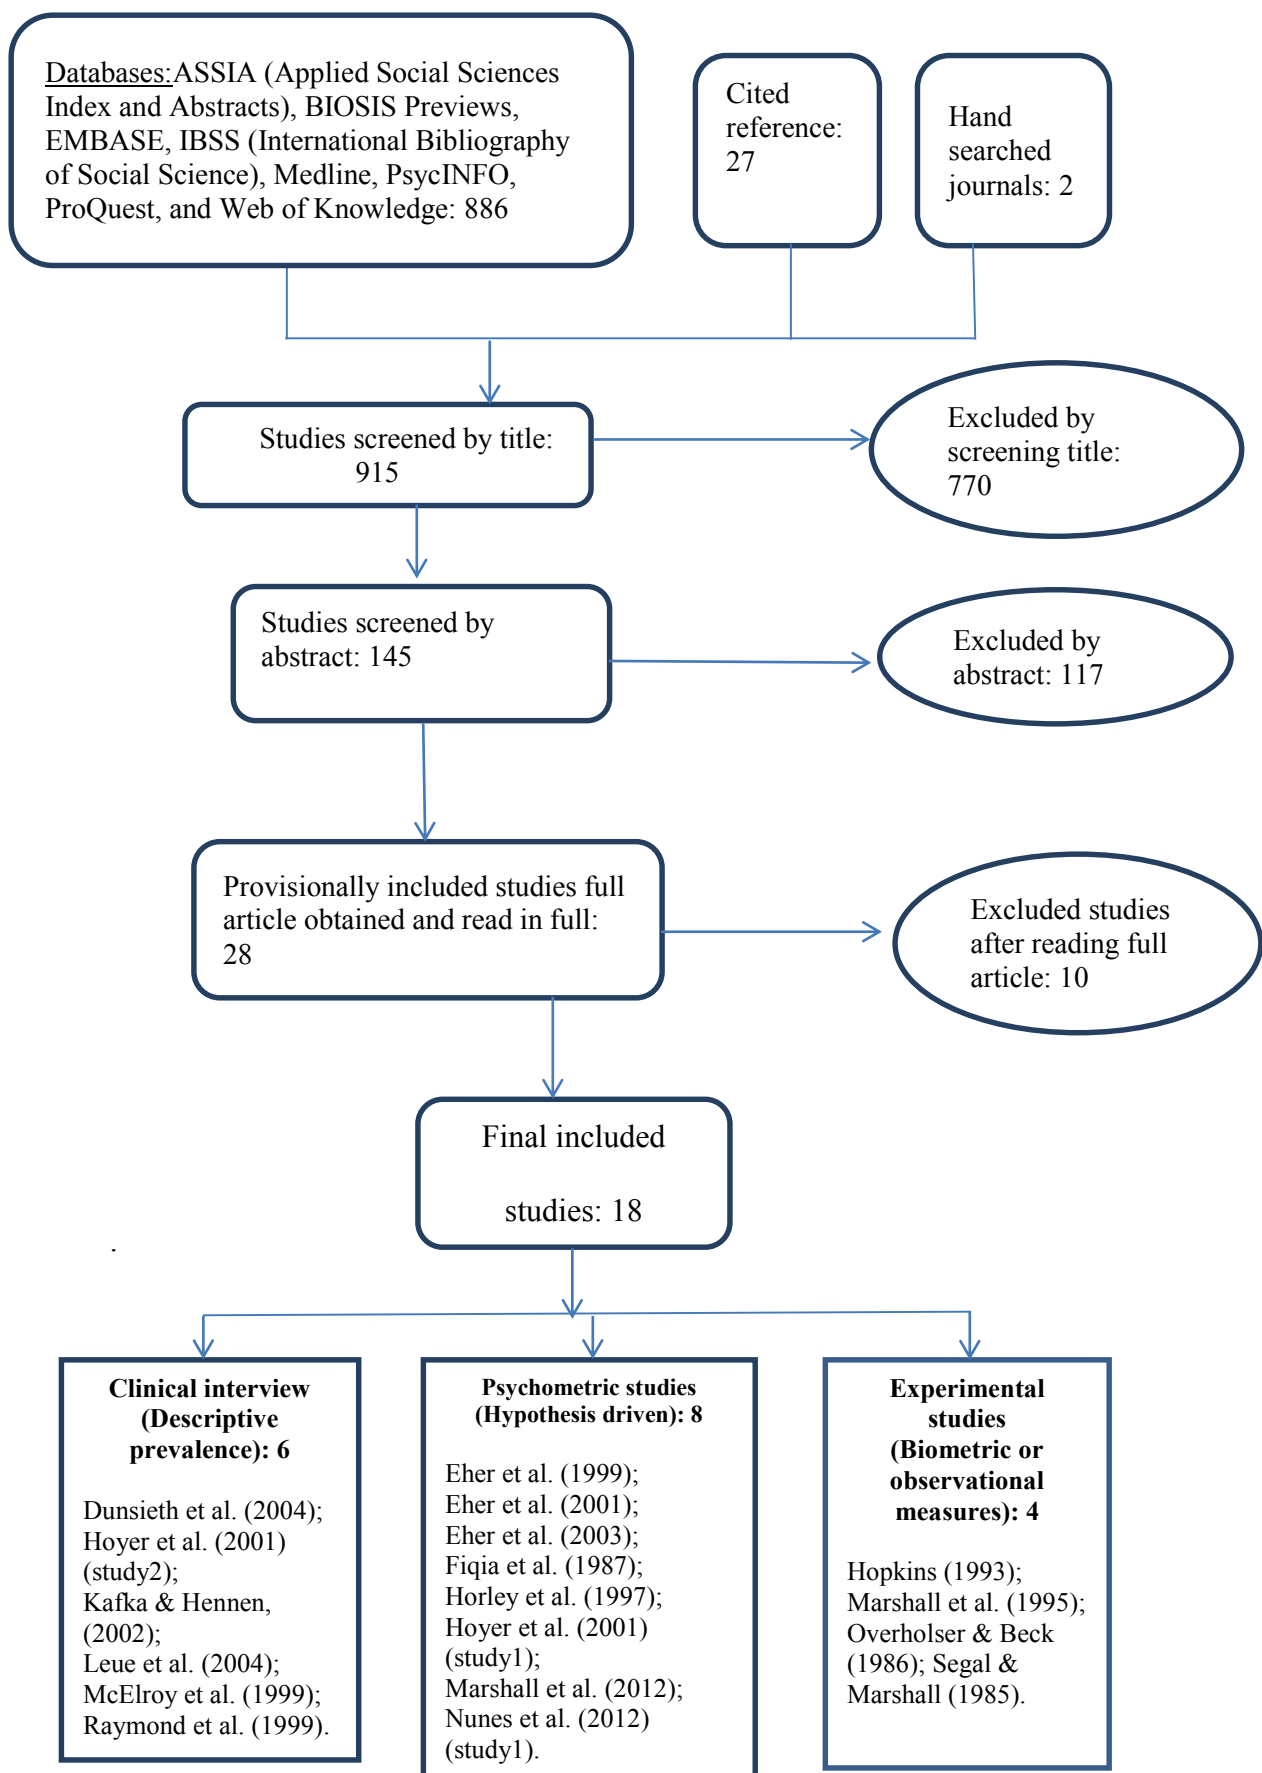 Databases:ASSIA (Applied Social Sciences
Index and Abstracts), BIOSIS Previews,
EMBASE, IBSS (International Bibliography
of Social Science), Medline, PsycINFO,
ProQuest, and Web of Knowledge: 886
Cited
reference:
27
Hand
searched
journals: 2
Studies screened by title:
915
Excluded by
screening title:
770
Studies screened by
abstract: 145
Excluded by
abstract: 117
Provisionally included studies full
article obtained and read in full:
28
Excluded studies
after reading full
article: 10
Final included
studies: 18
.
Clinical interview
(Descriptive
prevalence): 6
Dunsieth et al. (2004);
Hoyer et al. (2001)
(study2);
Kafka & Hennen,
(2002);
Leue et al. (2004);
McElroy et al. (1999);
Raymond et al. (1999).
Psychometric studies
(Hypothesis driven): 8
Eher et al. (1999);
Eher et al. (2001);
Eher et al. (2003);
Fiqia et al. (1987);
Horley et al. (1997);
Hoyer et al. (2001)
(study1);
Marshall et al. (2012);
Nunes et al. (2012)
(study1).
Experimental
studies
(Biometric or
observational
measures): 4
Hopkins (1993);
Marshall et al. (1995);
Overholser & Beck
(1986); Segal &
Marshall (1985).